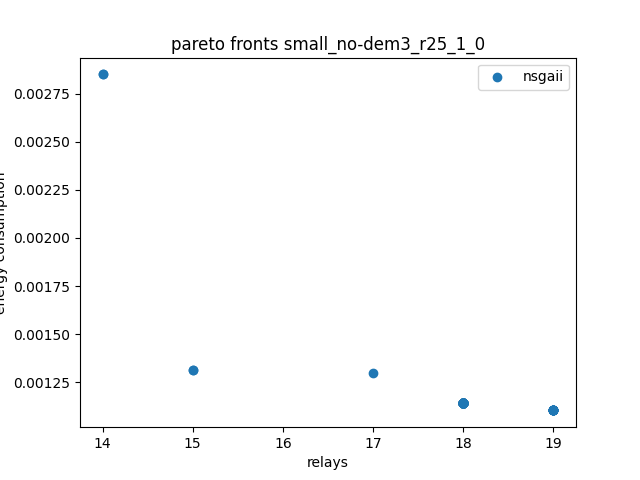 pareto fronts small_no-dem3_r25_1_0
nsgaii
0.00275
0.00250
0.00225
0.00200
0.00175
0.00150
0.00125
energy consumption
14 15 16 17 18 19
relays